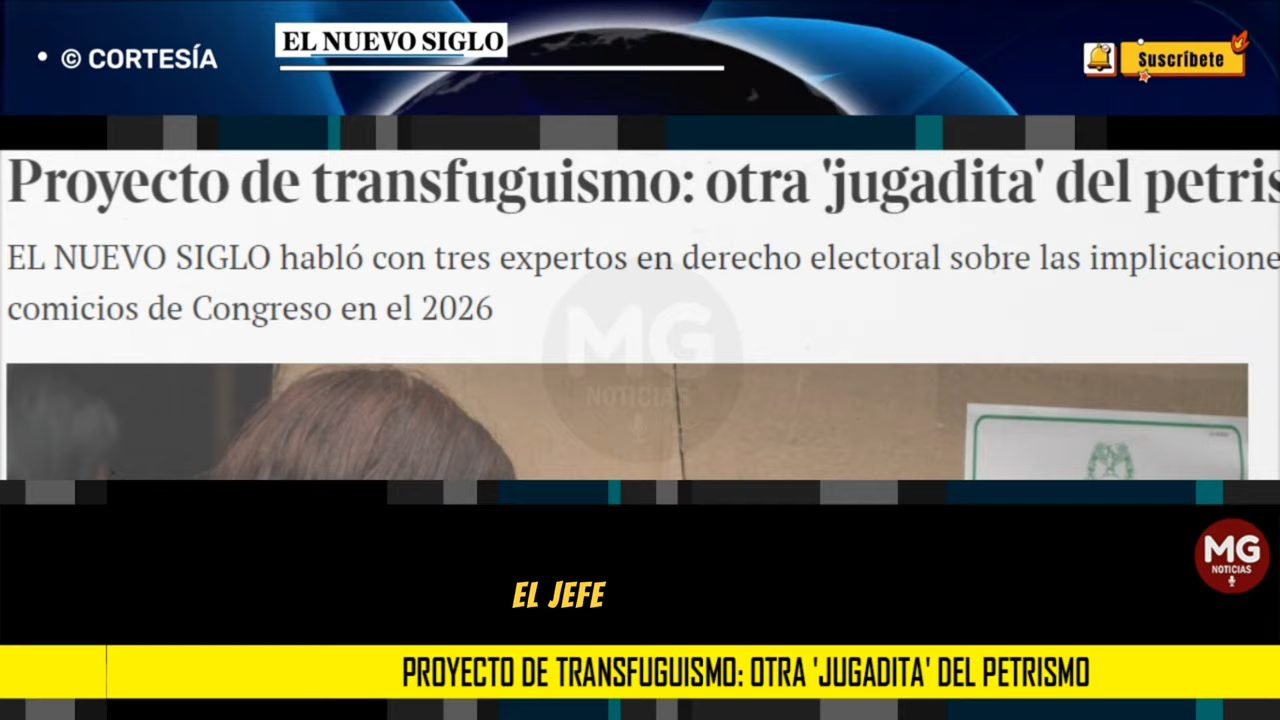 • © CORTESÍA
EL NUEVO SIGLO
Suscríbete
Proyecto de transfuguismo: otra 'jugadita' del petris
EL NUEVO SIGLO habló con tres expertos en derecho electoral sobre las implicacione
comicios de Congreso en el 2026
MG
NOTICIAS
MG
NOTICIAS
EL JEFE
PROYECTO DE TRANSFUGUISMO: OTRA 'JUGADITA' DEL PETRISMO